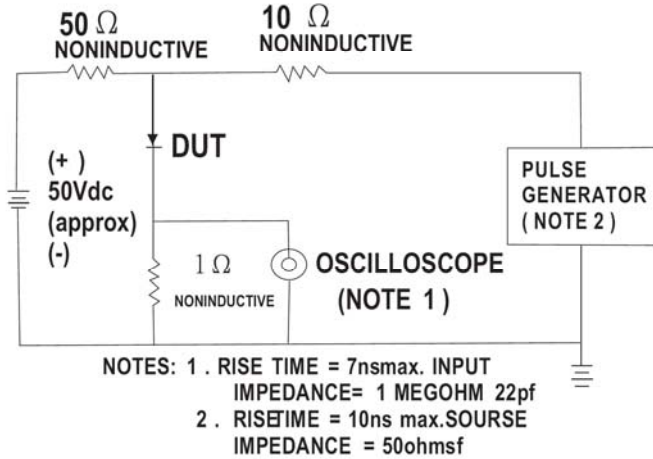 50 Ω
NONINDUCTIVE
10 Ω
NONINDUCTIVE
DUT
(+ )
50Vdc
(approx)
(-)
PULSE
GENERATOR
( NOTE 2 )
1 Ω
NONINDUCTIVE
OSCILLOSCOPE
(NOTE 1 )
NOTES: 1 . RISE TIME = 7nsmax. INPUT
IMPEDANCE= 1 MEGOHM 22pf
2 . RISETIME = 10ns max.SOURSE
IMPEDANCE = 50ohmsf